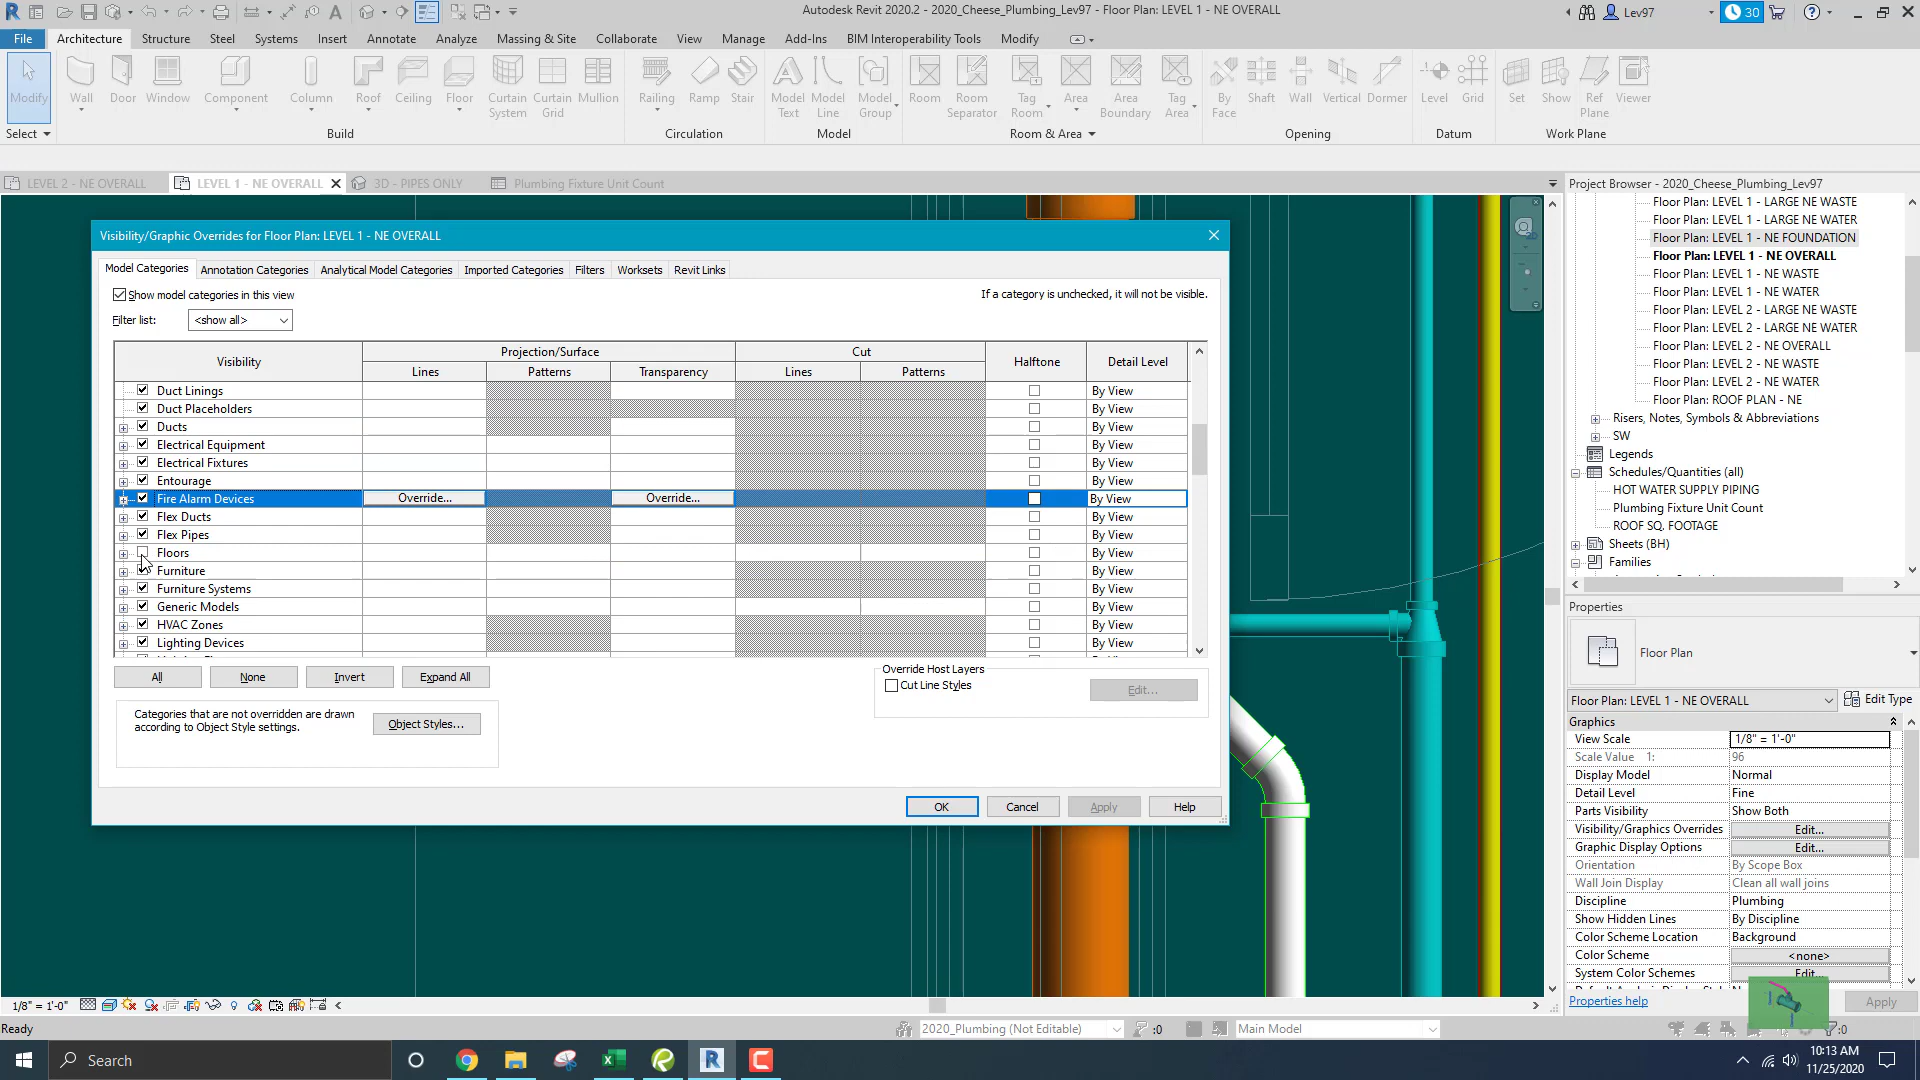 Autodesk Revit 2020.2 - 2020_Cheese_Plumbing_Lev97 - Floor Plan: LEVEL 1 - NE OVERALL
Lev97
30
File Architecture Structure Steel Systems Insert Annotate Analyze Massing & Site Collaborate View Manage Add-Ins BIM Interoperability Tools Modify
Modify Wall Door Window Component Column Roof Ceiling Floor Curtain System Curtain Grid Mullion Railing Ramp Stair Model Text Model Line Model Group Room Room Separator Tag Room Area Area Boundary Tag Area By Face Shaft Wall Vertical Dormer Level Grid Set Show Ref Plane Viewer
Select Build Circulation Model Room & Area Opening Datum Work Plane
LEVEL 2 - NE OVERALL LEVEL 1 - NE OVERALL 3D - PIPES ONLY Plumbing Fixture Unit Count
Visibility/Graphic Overrides for Floor Plan: LEVEL 1 - NE OVERALL
Model Categories Annotation Categories Analytical Model Categories Imported Categories Filters Worksets Revit Links
Show model categories in this view
If a category is unchecked, it will not be visible.
Filter list: <show all>
Visibility Projection/Surface Cut Halftone Detail Level
Lines Patterns Transparency Lines Patterns
Duct Linings By View
Duct Placeholders By View
Ducts By View
Electrical Equipment By View
Electrical Fixtures By View
Entourage By View
Fire Alarm Devices Override... Override... By View
Flex Ducts By View
Flex Pipes By View
Floors By View
Furniture By View
Furniture Systems By View
Generic Models By View
HVAC Zones By View
Lighting Devices By View
All None Invert Expand All
Override Host Layers
Cut Line Styles Edit...
Categories that are not overridden are drawn
according to Object Style settings.
Object Styles...
OK Cancel Apply Help
Project Browser - 2020_Cheese_Plumbing_Lev97
Floor Plan: LEVEL 1 - LARGE NE WASTE
Floor Plan: LEVEL 1 - LARGE NE WATER
Floor Plan: LEVEL 1 - NE FOUNDATION
Floor Plan: LEVEL 1 - NE OVERALL
Floor Plan: LEVEL 1 - NE WASTE
Floor Plan: LEVEL 1 - NE WATER
Floor Plan: LEVEL 2 - LARGE NE WASTE
Floor Plan: LEVEL 2 - LARGE NE WATER
Floor Plan: LEVEL 2 - NE OVERALL
Floor Plan: LEVEL 2 - NE WASTE
Floor Plan: LEVEL 2 - NE WATER
Floor Plan: ROOF PLAN - NE
Risers, Notes, Symbols & Abbreviations
SW
Legends
Schedules/Quantities (all)
HOT WATER SUPPLY PIPING
Plumbing Fixture Unit Count
ROOF SQ. FOOTAGE
Sheets (BH)
Families
Properties
Floor Plan
Floor Plan: LEVEL 1 - NE OVERALL Edit Type
Graphics
View Scale 1/8" = 1'-0"
Scale Value 1: 96
Display Model Normal
Detail Level Fine
Parts Visibility Show Both
Visibility/Graphics Overrides Edit...
Graphic Display Options Edit...
Orientation By Scope Box
Wall Join Display Clean all wall joins
Discipline Plumbing
Show Hidden Lines By Discipline
Color Scheme Location Background
Color Scheme <none>
System Color Schemes Edit...
Properties help Apply
1/8" = 1'-0"
Ready 2020_Plumbing (Not Editable) :0 Main Model :0
Search
10:13 AM
11/25/2020